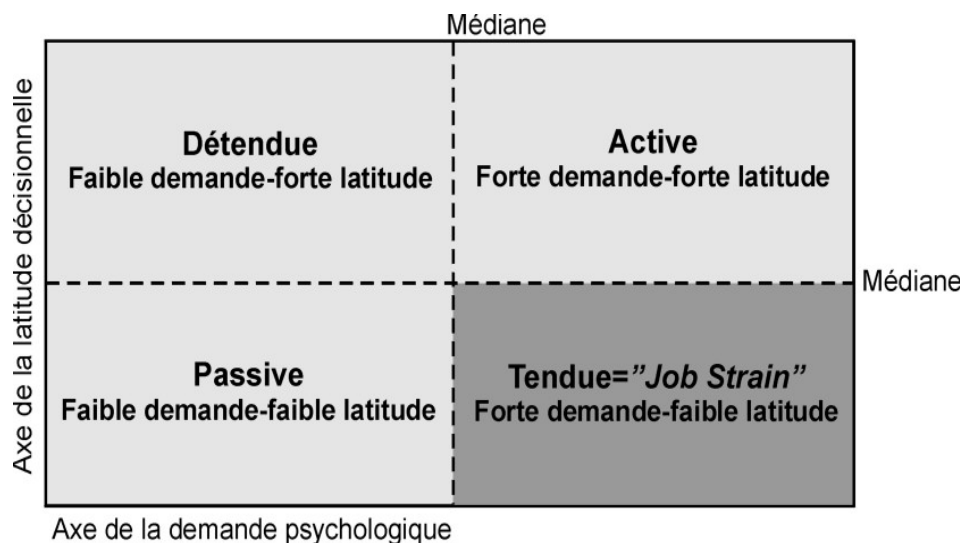 Médiane
Axe de la latitude décisionnelle
Détendue
Faible demande-forte latitude
Active
Forte demande-forte latitude
Médiane
Passive
Faible demande-faible latitude
Tendue=”Job Strain”
Forte demande-faible latitude
Axe de la demande psychologique